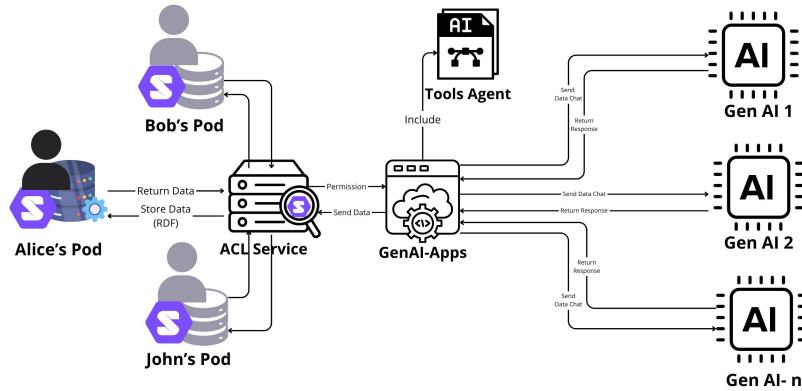 AI
Tools Agent
Include
Bob's Pod
Alice's Pod
Return Data
Store Data
(RDF)
ACL Service
John's Pod
Permission
Send Data
GenAI-Apps
Send
Data Chat
Return
Response
AI
Gen AI 1
Send Data Chat
Return Response
AI
Gen AI 2
Return
Response
Send
Data Chat
AI
Gen AI- n